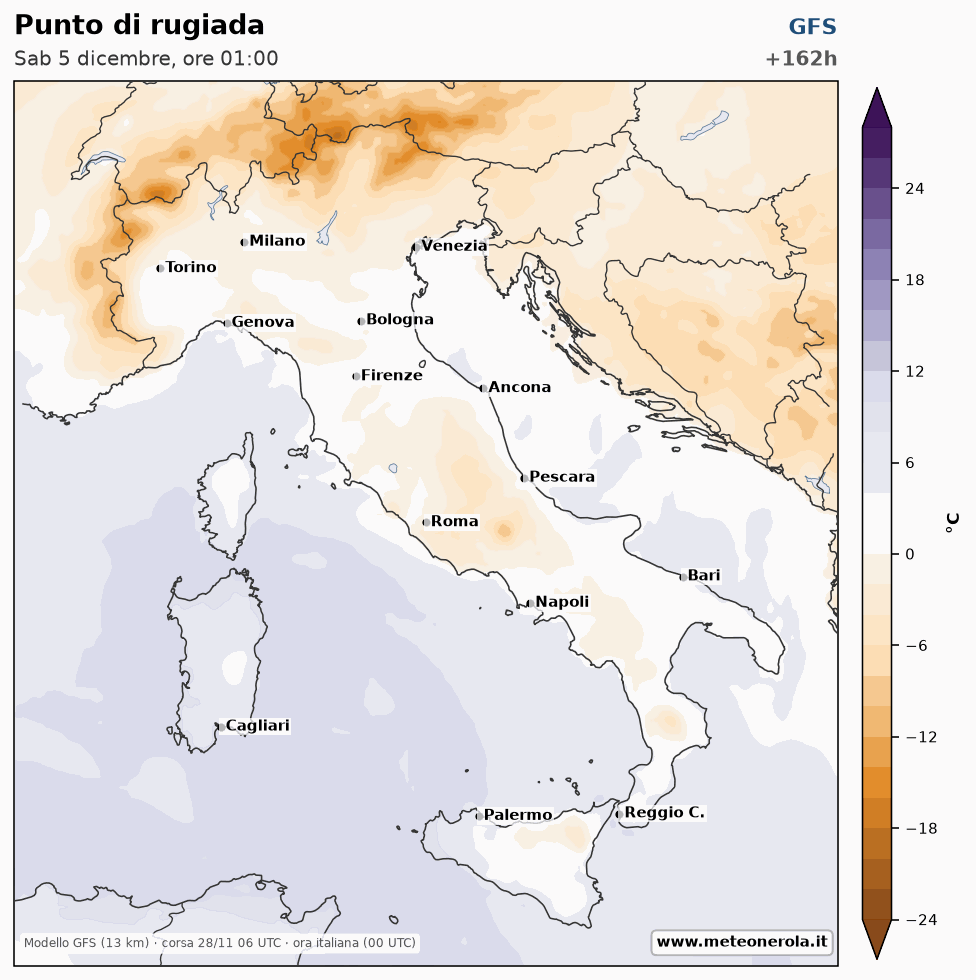 Punto di rugiada
GFS
Sab 5 dicembre, ore 01:00
+162h
24
Milano
Venezia
Torino
18
Genova
Bologna
12
Firenze
Ancona
6
Pescara
Roma
°C
0
Bari
Napoli
−6
Cagliari
−12
Palermo
Reggio C.
−18
−24
Modello GFS (13 km) · corsa 28/11 06 UTC · ora italiana (00 UTC)
www.meteonerola.it